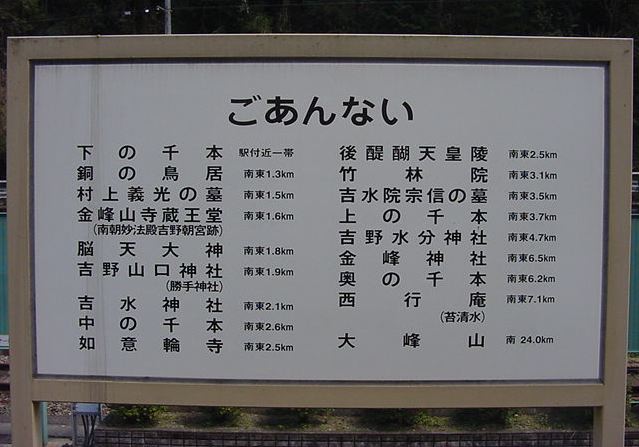 ごあんない
下の千本 駅付近一帯
銅の鳥居 南東1.3km
村上義光の墓 南東1.5km
金峰山寺蔵王堂 南東1.6km
(南朝妙法殿吉野朝宮跡)
脳天大神 南東1.8km
吉野山口神社 南東1.9km
(勝手神社)
吉水神社 南東2.1km
中の千本 南東2.6km
如意輪寺 南東2.5km
後醍醐天皇陵 南東2.5km
竹林院 南東3.1km
吉水院宗信の墓 南東3.5km
上の千本 南東3.7km
吉野水分神社 南東4.7km
金峰神社 南東6.5km
奥の千本 南東6.2km
西行庵 南東7.1km
(苔清水)
大峰山 南 24.0km